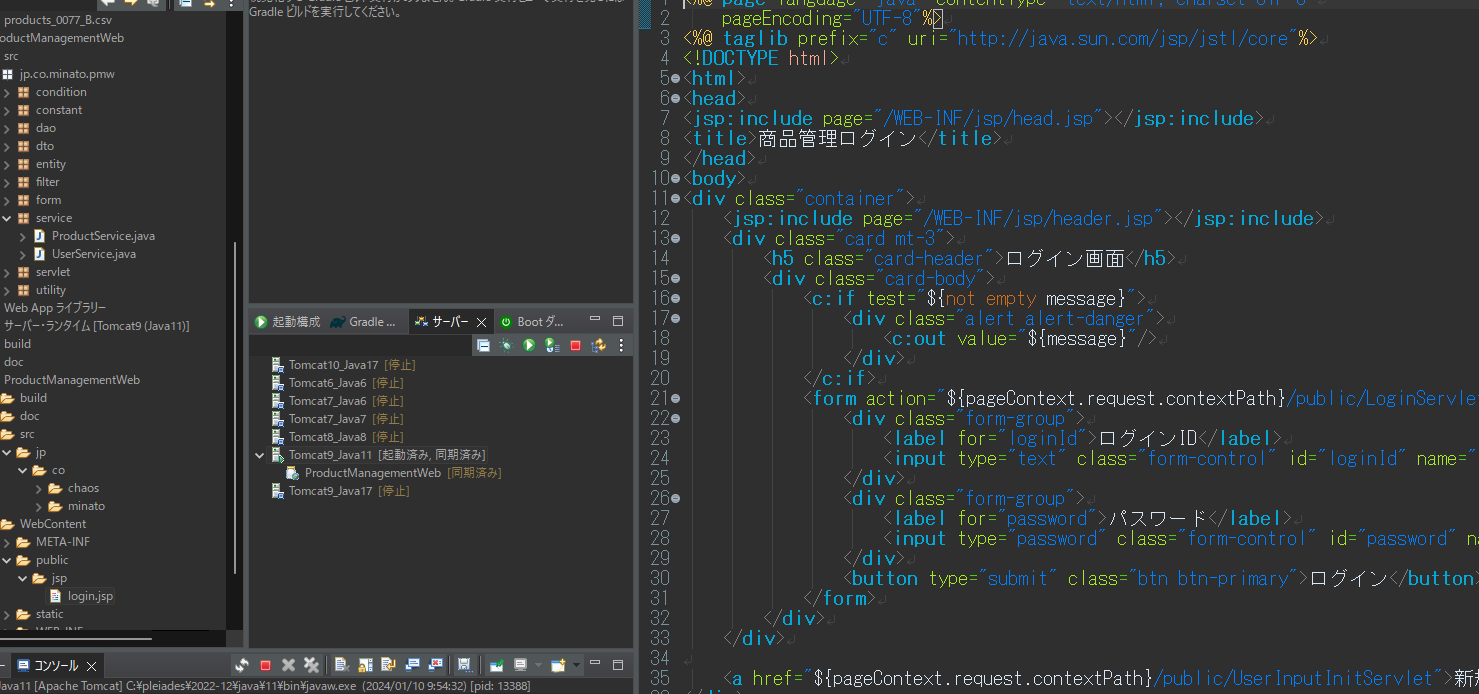 products_0077_B.csv
oductManagementWeb
src
jp.co.minato.pmw
condition
constant
dao
dto
entity
filter
form
service
ProductService.java
UserService.java
servlet
utility
Web App ライブラリー
サーバー・ランタイム [Tomcat9 (Java11)]
build
doc
ProductManagementWeb
build
doc
src
jp
co
chaos
minato
WebContent
META-INF
public
jsp
login.jsp
static
WEB-INF
Gradle ビルドを実行してください。
起動構成
Gradle ...
サーバー
Boot ダ...
Tomcat10_Java17 [停止]
Tomcat6_Java6 [停止]
Tomcat7_Java6 [停止]
Tomcat7_Java7 [停止]
Tomcat8_Java8 [停止]
Tomcat9_Java11 [起動済み, 同期済み]
ProductManagementWeb [同期済み]
Tomcat9_Java17 [停止]
コンソール
Java11 [Apache Tomcat] C:¥pleiades¥2022-12¥java¥11¥bin¥javaw.exe (2024/01/10 9:54:32) [pid: 13388]
1 <%@ page language="java" contentType="text/html; charset=UTF-8"
2 pageEncoding="UTF-8"%>
3 <%@ taglib prefix="c" uri="http://java.sun.com/jsp/jstl/core"%>
4 <!DOCTYPE html>
5 <html>
6 <head>
7 <jsp:include page="/WEB-INF/jsp/head.jsp"></jsp:include>
8 <title>商品管理ログイン</title>
9 </head>
10 <body>
11 <div class="container">
12 <jsp:include page="/WEB-INF/jsp/header.jsp"></jsp:include>
13 <div class="card mt-3">
14 <h5 class="card-header">ログイン画面</h5>
15 <div class="card-body">
16 <c:if test="${not empty message}">
17 <div class="alert alert-danger">
18 <c:out value="${message}"/>
19 </div>
20 </c:if>
21 <form action="${pageContext.request.contextPath}/public/LoginServlet
22 <div class="form-group">
23 <label for="loginId">ログインID</label>
24 <input type="text" class="form-control" id="loginId" name="
25 </div>
26 <div class="form-group">
27 <label for="password">パスワード</label>
28 <input type="password" class="form-control" id="password" na
29 </div>
30 <button type="submit" class="btn btn-primary">ログイン</button>
31 </form>
32 </div>
33 </div>
34
35 <a href="${pageContext.request.contextPath}/public/UserInputInitServlet">新規